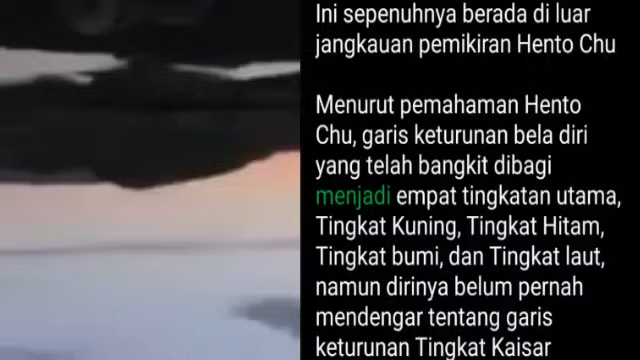 Ini sepenuhnya berada di luar
jangkauan pemikiran Hento Chu
Menurut pemahaman Hento
Chu, garis keturunan bela diri
yang telah bangkit dibagi
menjadi empat tingkatan utama,
Tingkat Kuning, Tingkat Hitam,
Tingkat bumi, dan Tingkat laut,
namun dirinya belum pernah
mendengar tentang garis
keturunan Tingkat Kaisar